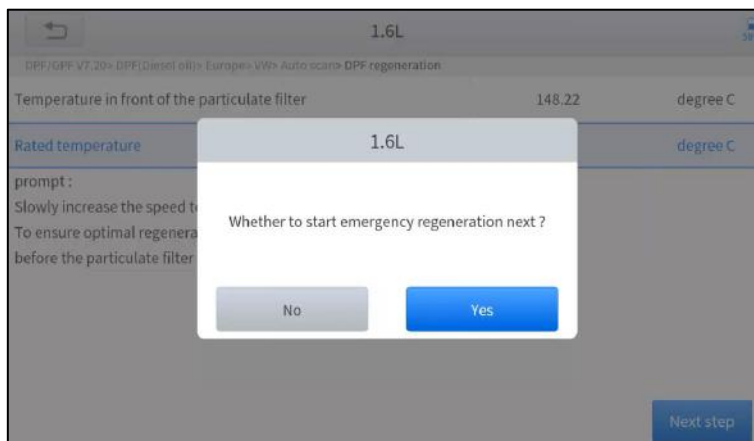 1.6L
DPF/GPF V7.20> DPF(Diesel oil)> Europe> VW> Auto scan> DPF regeneration
Temperature in front of the particulate filter 148.22 degree C
Rated temperature degree C
1.6L
prompt :
Slowly increase the speed t
To ensure optimal regenera
before the particulate filter
Whether to start emergency regeneration next ?
No Yes
Next step